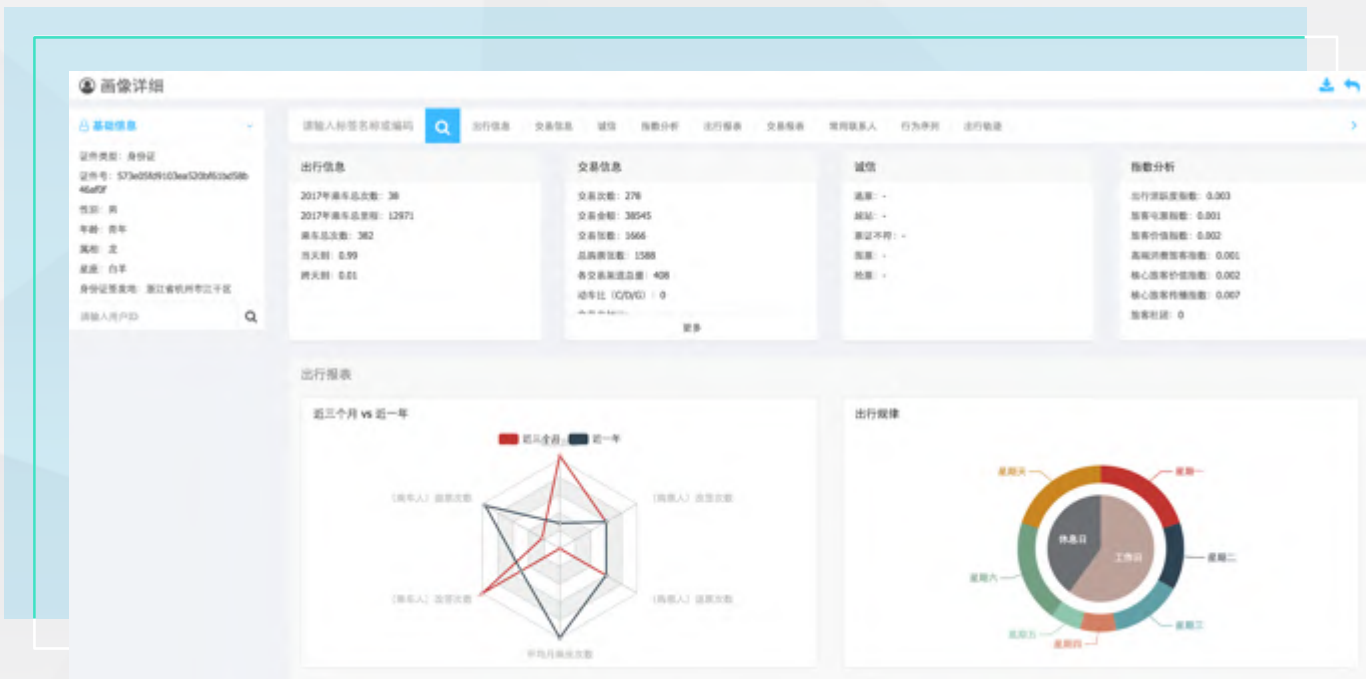 画像详细
基础信息
证件类型：身份证
证件号：573e05fd9103ea520bf61bd58b
46af0f
性别：男
年龄：青年
属相：龙
星座：白羊
身份证签发地：浙江省杭州市江干区
请输入用户ID
请输入标签名称或编码
出行信息 交易信息 诚信 指数分析 出行报表 交易报表 常用联系人 行为序列 出行轨迹
出行信息
2017年乘车总次数：38
2017年乘车总里程：12971
乘车总次数：382
当天到：0.99
跨天到：0.01
交易信息
交易次数：276
交易金额：38545
交易张数：1666
总购票张数：1588
各交易渠道总量：408
动车比（C/D/G）：0
更多
诚信
逃票：-
越站：-
票证不符：-
抢票：-
指数分析
出行活跃度指数：0.003
旅客屯票指数：0.001
旅客价值指数：0.002
高端消费旅客指数：0.001
核心旅客价值指数：0.002
核心旅客传播指数：0.007
旅客社团：0
出行报表
近三个月 vs 近一年
近三个月
近一年
（乘车人）退票次数
（购票人）改签次数
（乘车人）改签次数
（购票人）退票次数
平均月乘坐次数
出行规律
星期天
星期一
休息日
工作日
星期二
星期六
星期三
星期五
星期四